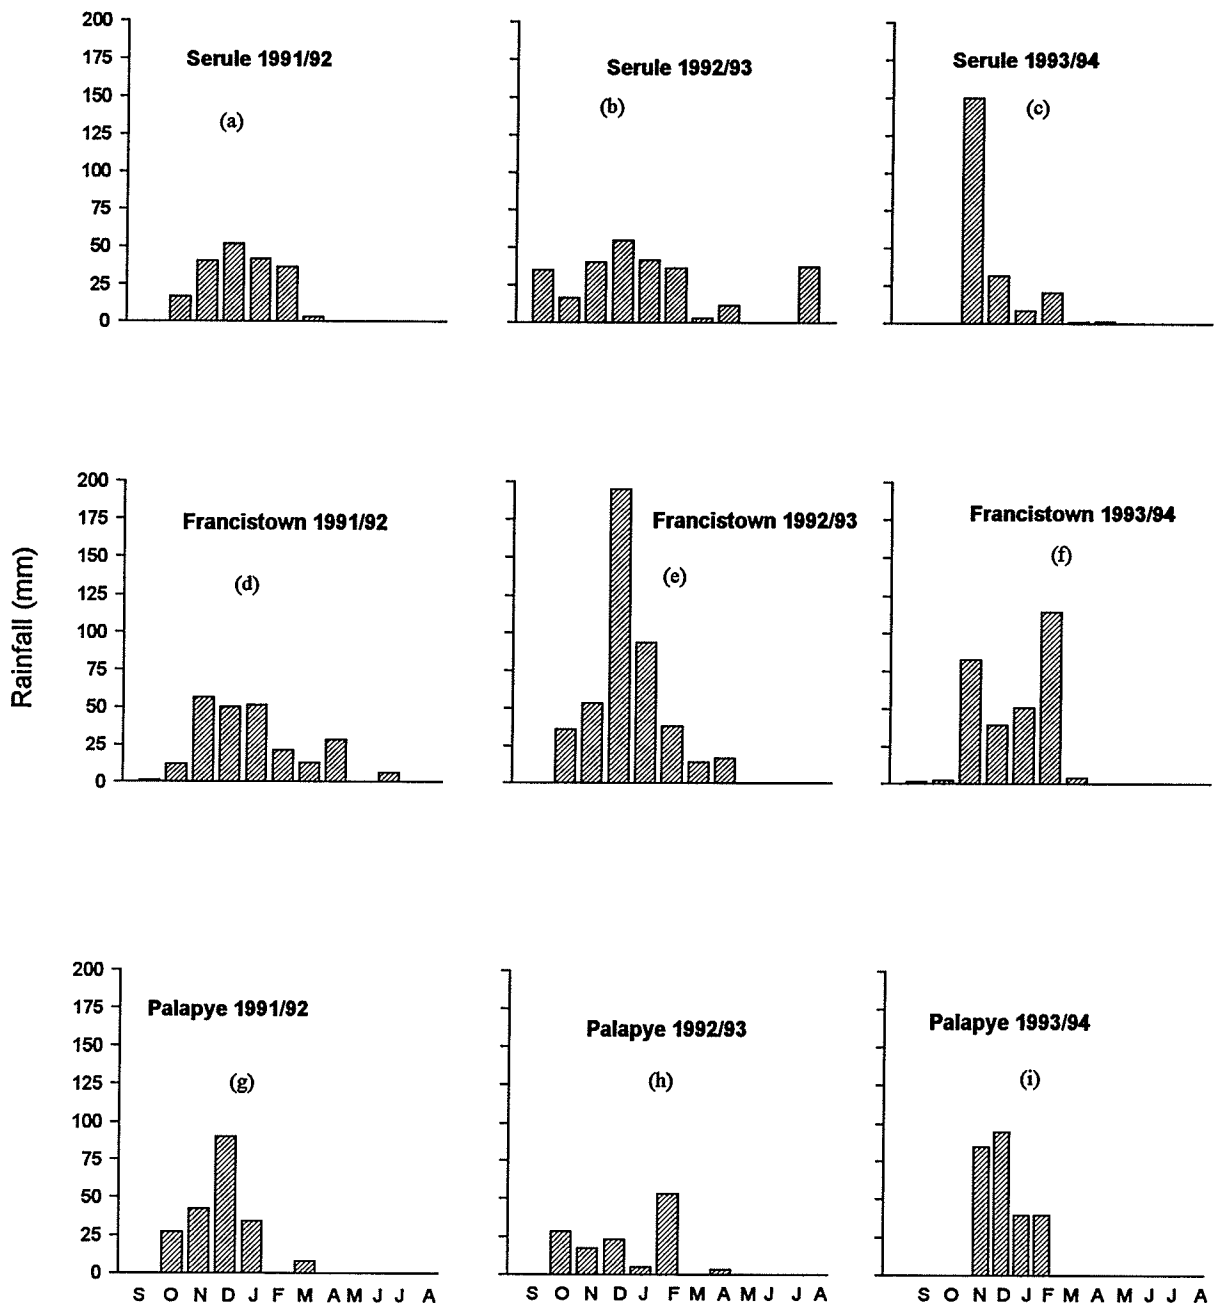 200
175
150
125
100
75
50
25
0
Serule 1991/92
(a)
Serule 1992/93
(b)
Serule 1993/94
(c)
Rainfall (mm)
200
175
150
125
100
75
50
25
0
Francistown 1991/92
(d)
Francistown 1992/93
(e)
Francistown 1993/94
(f)
200
175
150
125
100
75
50
25
0
Palapye 1991/92
(g)
Palapye 1992/93
(h)
Palapye 1993/94
(i)
S O N D J F M A M J J A
S O N D J F M A M J J A
S O N D J F M A M J J A